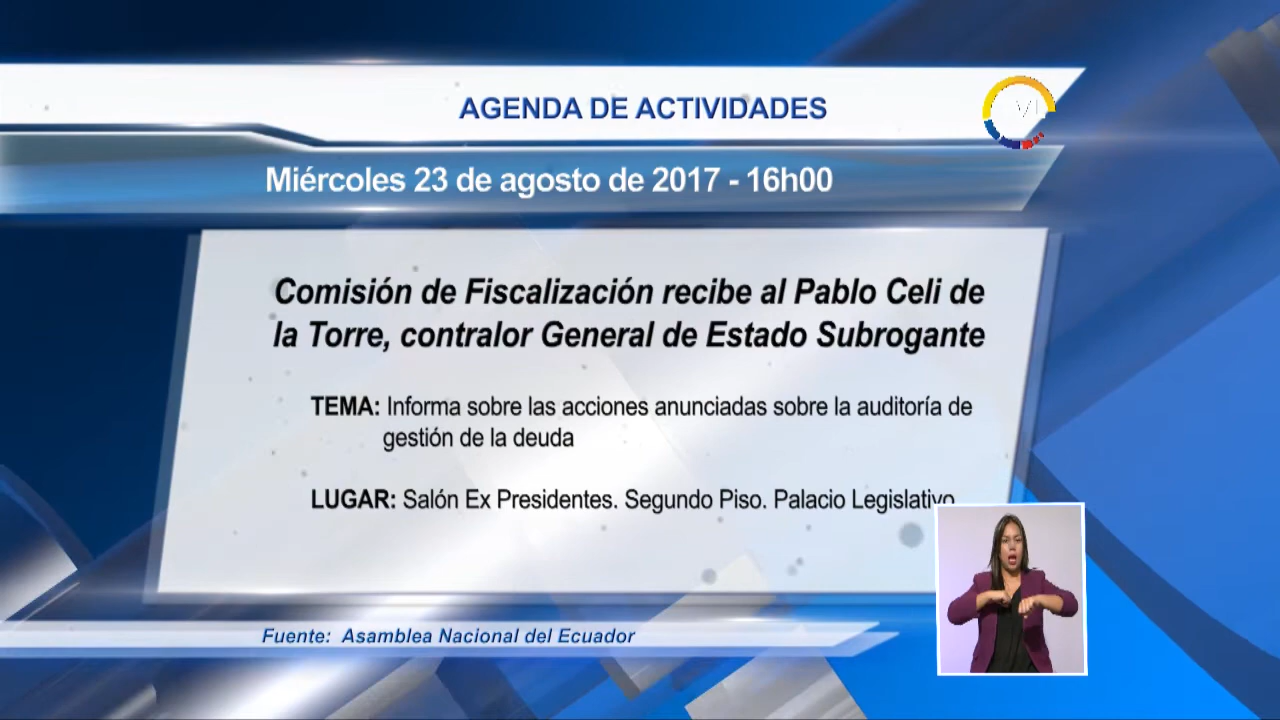 AGENDA DE ACTIVIDADES
Miércoles 23 de agosto de 2017 - 16h00
Comisión de Fiscalización recibe al Pablo Celi de
la Torre, contralor General de Estado Subrogante
TEMA: Informa sobre las acciones anunciadas sobre la auditoría de
gestión de la deuda
LUGAR: Salón Ex Presidentes. Segundo Piso. Palacio Legislativo
Fuente: Asamblea Nacional del Ecuador